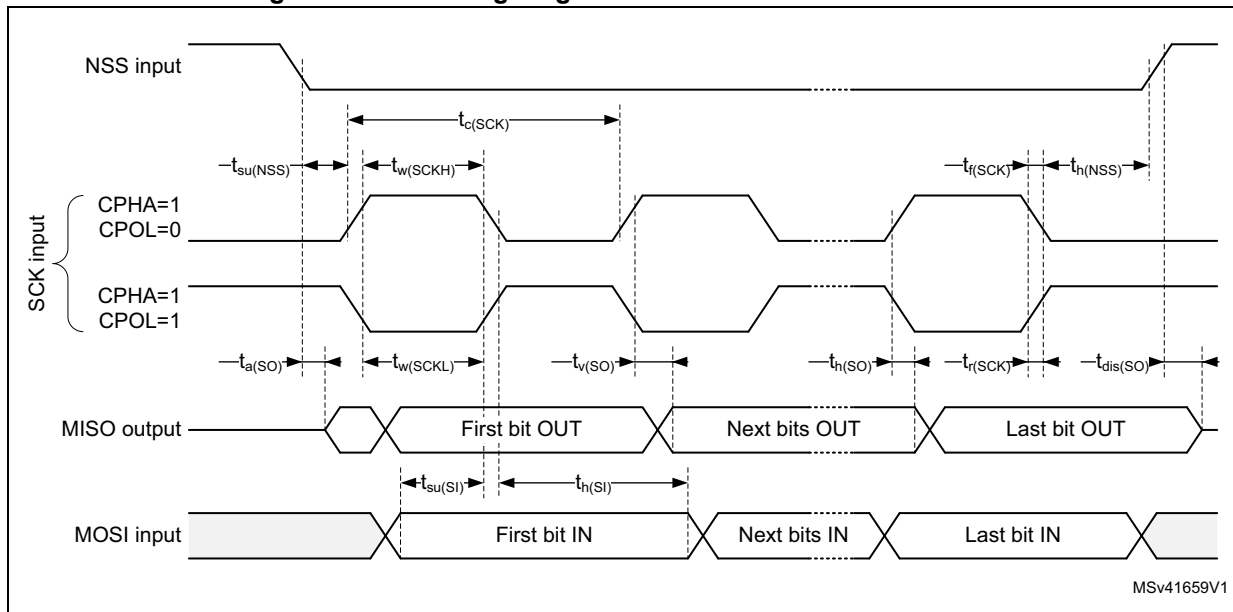 NSS input
tc(SCK)
tsu(NSS) tw(SCKH) tf(SCK) th(NSS)
SCK input
CPHA=1
CPOL=0
CPHA=1
CPOL=1
ta(SO) tw(SCKL) tv(SO) th(SO) tr(SCK) tdis(SO)
MISO output First bit OUT Next bits OUT Last bit OUT
tsu(SI) th(SI)
MOSI input First bit IN Next bits IN Last bit IN
MSv41659V1